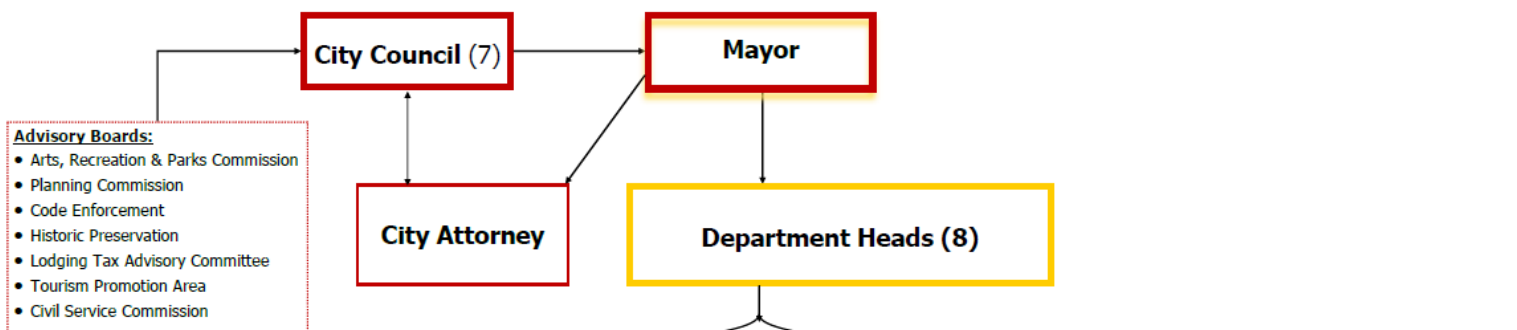 City Council (7)
Mayor
Advisory Boards:
• Arts, Recreation & Parks Commission
• Planning Commission
• Code Enforcement
• Historic Preservation
• Lodging Tax Advisory Committee
• Tourism Promotion Area
• Civil Service Commission
City Attorney
Department Heads (8)